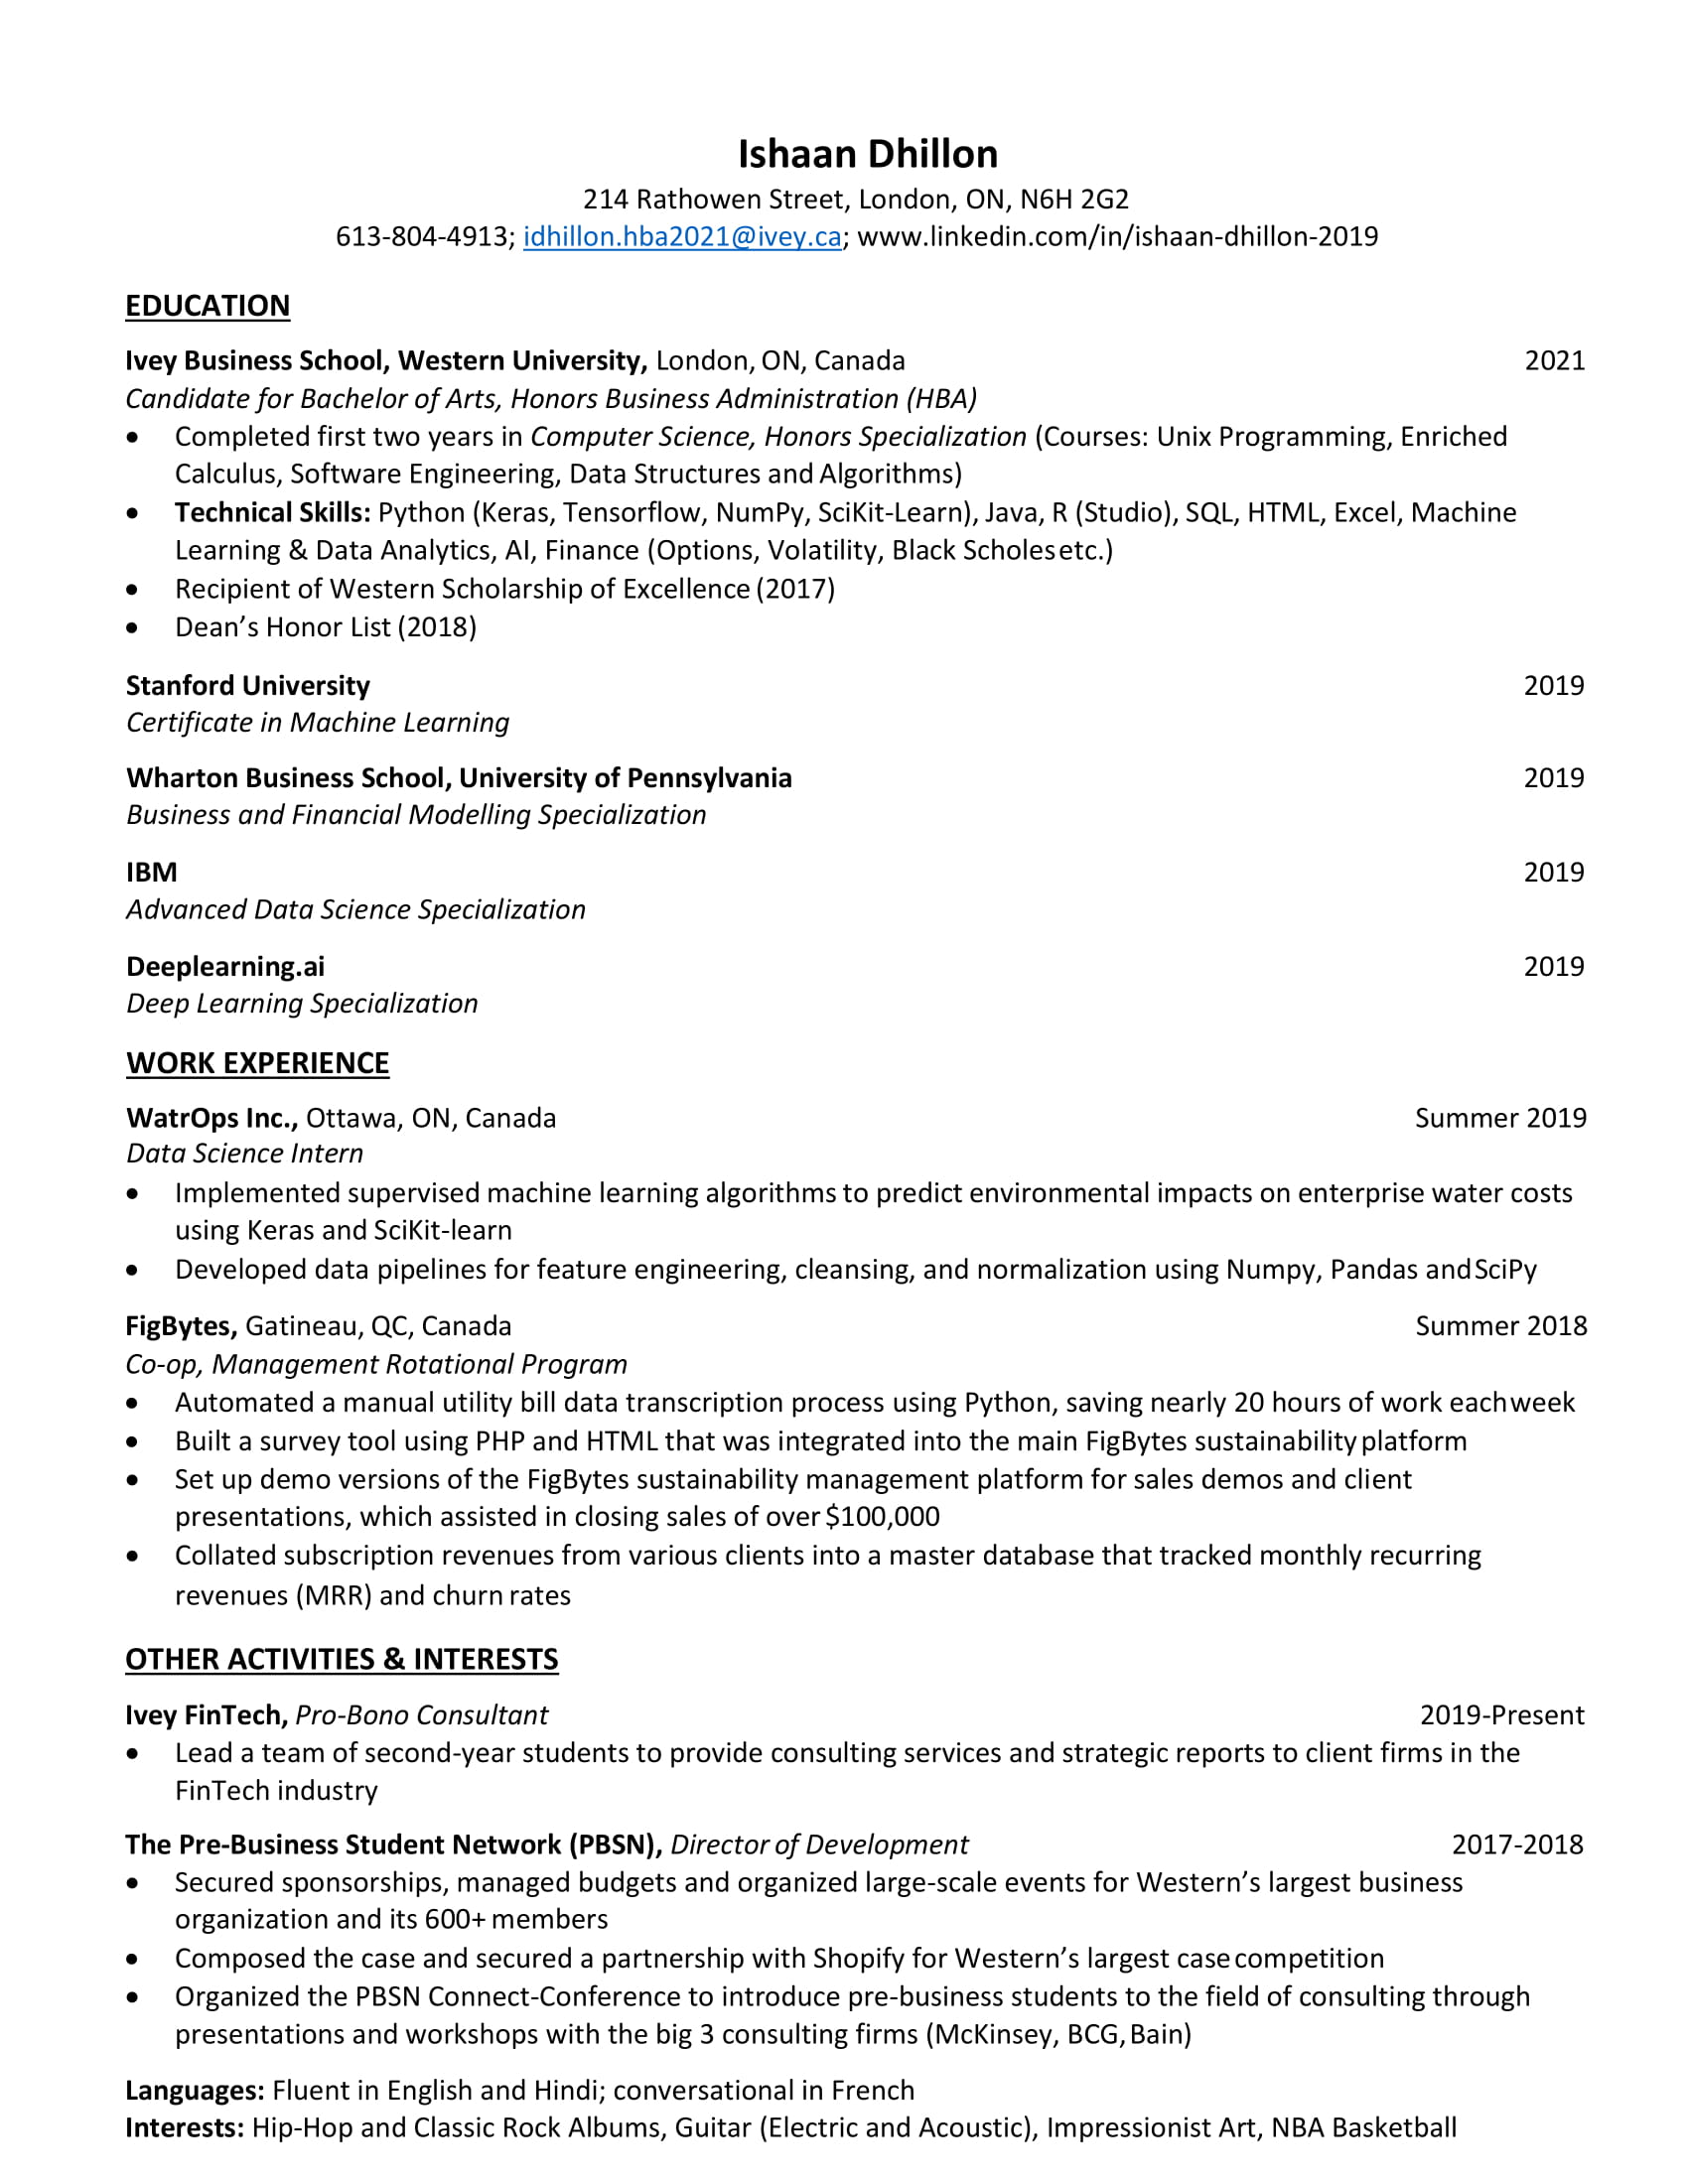 Ishaan Dhillon
214 Rathowen Street, London, ON, N6H 2G2
613-804-4913; idhillon.hba2021@ivey.ca; www.linkedin.com/in/ishaan-dhillon-2019
EDUCATION
Ivey Business School, Western University, London, ON, Canada 2021
Candidate for Bachelor of Arts, Honors Business Administration (HBA)
• Completed first two years in Computer Science, Honors Specialization (Courses: Unix Programming, Enriched
Calculus, Software Engineering, Data Structures and Algorithms)
• Technical Skills: Python (Keras, Tensorflow, NumPy, SciKit-Learn), Java, R (Studio), SQL, HTML, Excel, Machine
Learning & Data Analytics, AI, Finance (Options, Volatility, Black Scholes etc.)
• Recipient of Western Scholarship of Excellence (2017)
• Dean’s Honor List (2018)
Stanford University 2019
Certificate in Machine Learning
Wharton Business School, University of Pennsylvania 2019
Business and Financial Modelling Specialization
IBM 2019
Advanced Data Science Specialization
Deeplearning.ai 2019
Deep Learning Specialization
WORK EXPERIENCE
WatrOps Inc., Ottawa, ON, Canada Summer 2019
Data Science Intern
• Implemented supervised machine learning algorithms to predict environmental impacts on enterprise water costs
using Keras and SciKit-learn
• Developed data pipelines for feature engineering, cleansing, and normalization using Numpy, Pandas and SciPy
FigBytes, Gatineau, QC, Canada Summer 2018
Co-op, Management Rotational Program
• Automated a manual utility bill data transcription process using Python, saving nearly 20 hours of work each week
• Built a survey tool using PHP and HTML that was integrated into the main FigBytes sustainability platform
• Set up demo versions of the FigBytes sustainability management platform for sales demos and client
presentations, which assisted in closing sales of over $100,000
• Collated subscription revenues from various clients into a master database that tracked monthly recurring
revenues (MRR) and churn rates
OTHER ACTIVITIES & INTERESTS
Ivey FinTech, Pro-Bono Consultant 2019-Present
• Lead a team of second-year students to provide consulting services and strategic reports to client firms in the
FinTech industry
The Pre-Business Student Network (PBSN), Director of Development 2017-2018
• Secured sponsorships, managed budgets and organized large-scale events for Western’s largest business
organization and its 600+ members
• Composed the case and secured a partnership with Shopify for Western’s largest case competition
• Organized the PBSN Connect-Conference to introduce pre-business students to the field of consulting through
presentations and workshops with the big 3 consulting firms (McKinsey, BCG, Bain)
Languages: Fluent in English and Hindi; conversational in French
Interests: Hip-Hop and Classic Rock Albums, Guitar (Electric and Acoustic), Impressionist Art, NBA Basketball